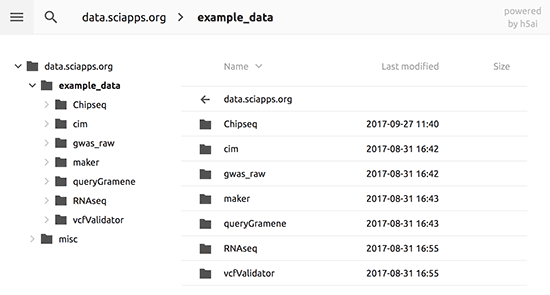 data.sciapps.org > example_data
powered
by h5ai
data.sciapps.org
example_data
Chipseq
cim
gwas_raw
maker
queryGramene
RNAseq
vcfValidator
misc
Name Last modified Size
data.sciapps.org
Chipseq 2017-09-27 11:40
cim 2017-08-31 16:42
gwas_raw 2017-08-31 16:42
maker 2017-08-31 16:43
queryGramene 2017-08-31 16:43
RNAseq 2017-08-31 16:55
vcfValidator 2017-08-31 16:55